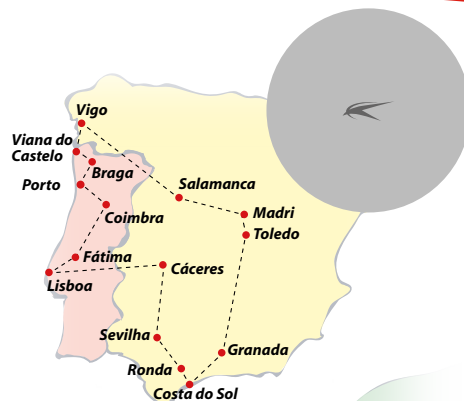 Vigo
Viana do
Castelo
Braga
Porto
Salamanca
Coimbra
Madri
Toledo
Fátima
Cáceres
Lisboa
Sevilha
Granada
Ronda
Costa do Sol